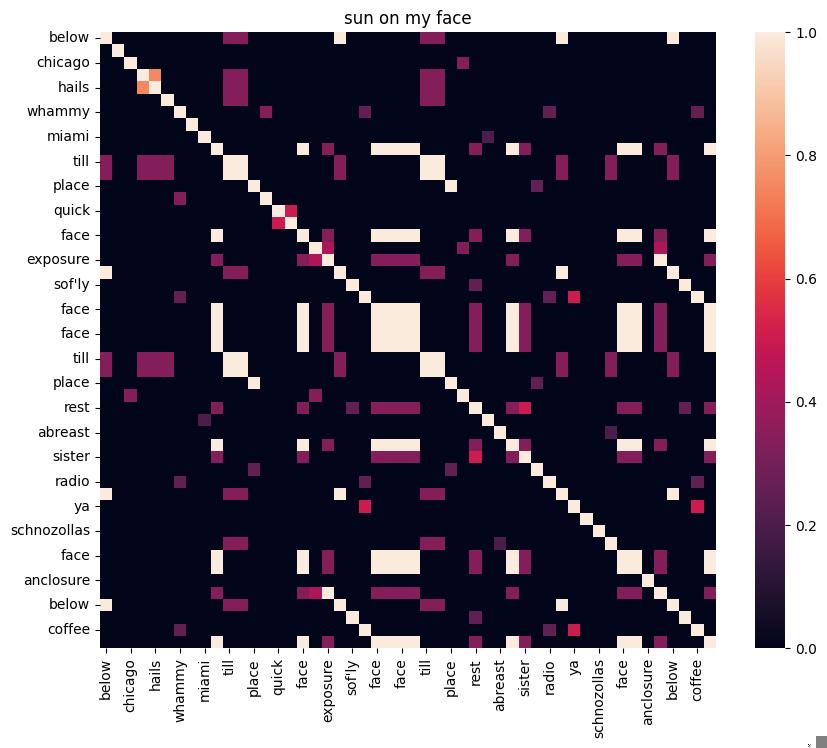 sun on my face
below
chicago
hails
whammy
miami
till
place
quick
face
exposure
sof'ly
face
face
till
place
rest
abreast
sister
radio
ya
schnozollas
face
anclosure
below
coffee
1.0
0.8
0.6
0.4
0.2
0.0
below
chicago
hails
whammy
miami
till
place
quick
face
exposure
sof'ly
face
face
till
place
rest
abreast
sister
radio
ya
schnozollas
face
anclosure
below
coffee